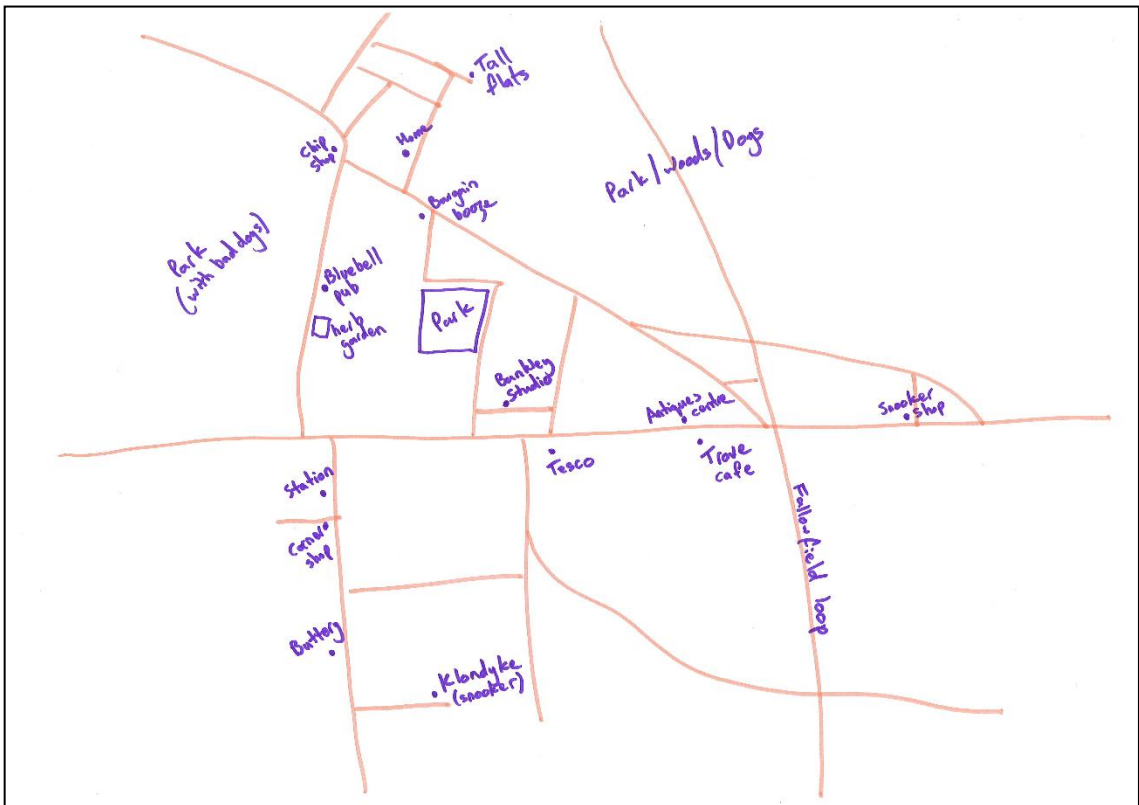 Tall
flats
Chip
shop
Home
Park/woods/Dogs
Bargain
booze
Park
(with bad dogs)
Bluebell
pub
herb
garden
Park
Bankley
Studios
Antiques
centre
Snooker
shop
Tesco
Trove
cafe
Station
Corner
shop
Fallowfield loop
Buttery
Klondyke
(snooker)